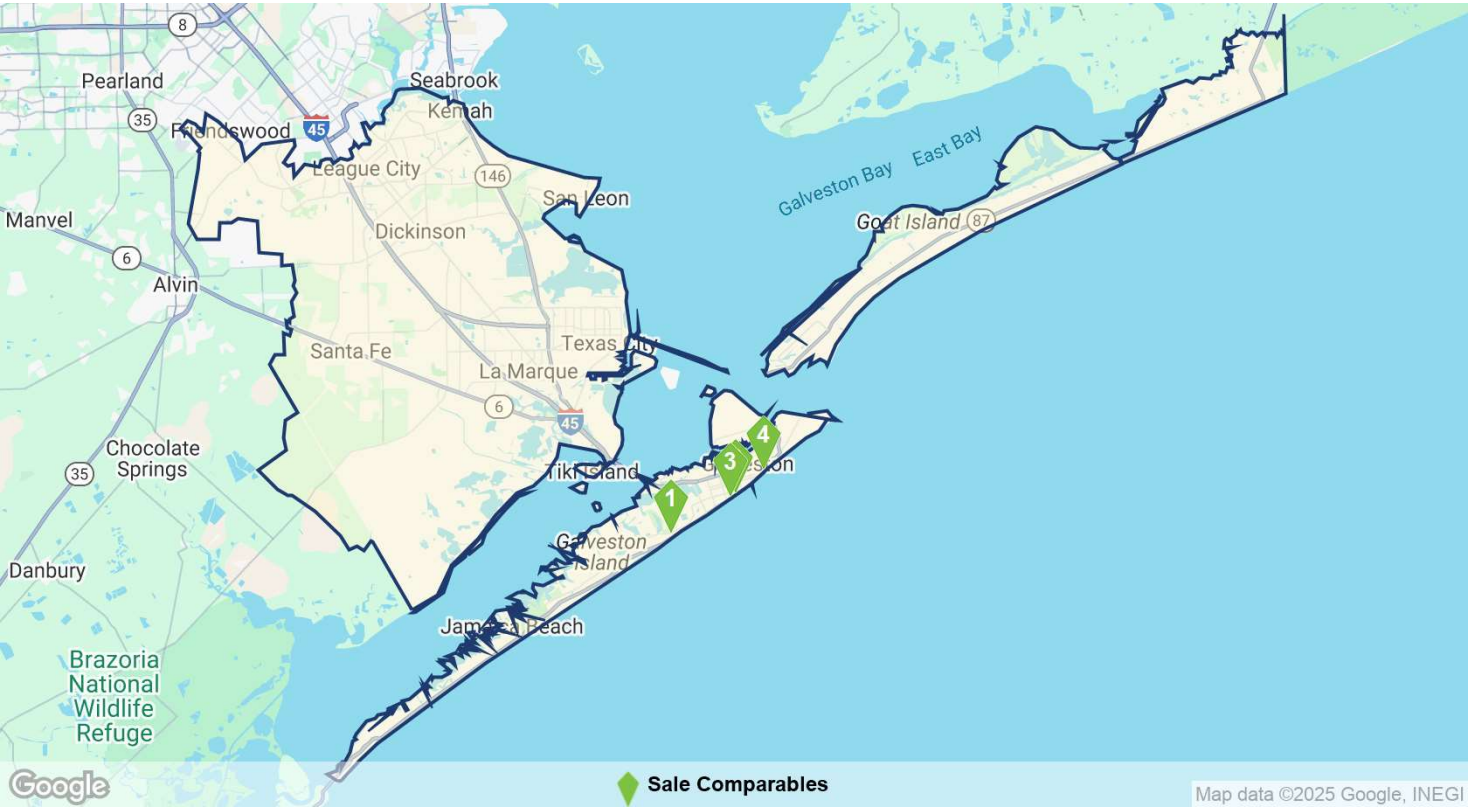 8
Pearland
Seabrook
Kemah
35
Friendswood
45
League City
146
San Leon
Galveston Bay
East Bay
Manvel
Dickinson
Goat Island
87
6
Alvin
Santa Fe
Texas City
La Marque
6
45
Chocolate
Springs
35
Tiki Island
4
3
1
Galveston
Island
Danbury
Jamaica Beach
Brazoria
National
Wildlife
Refuge
Google
Sale Comparables
Map data ©2025 Google, INEGI